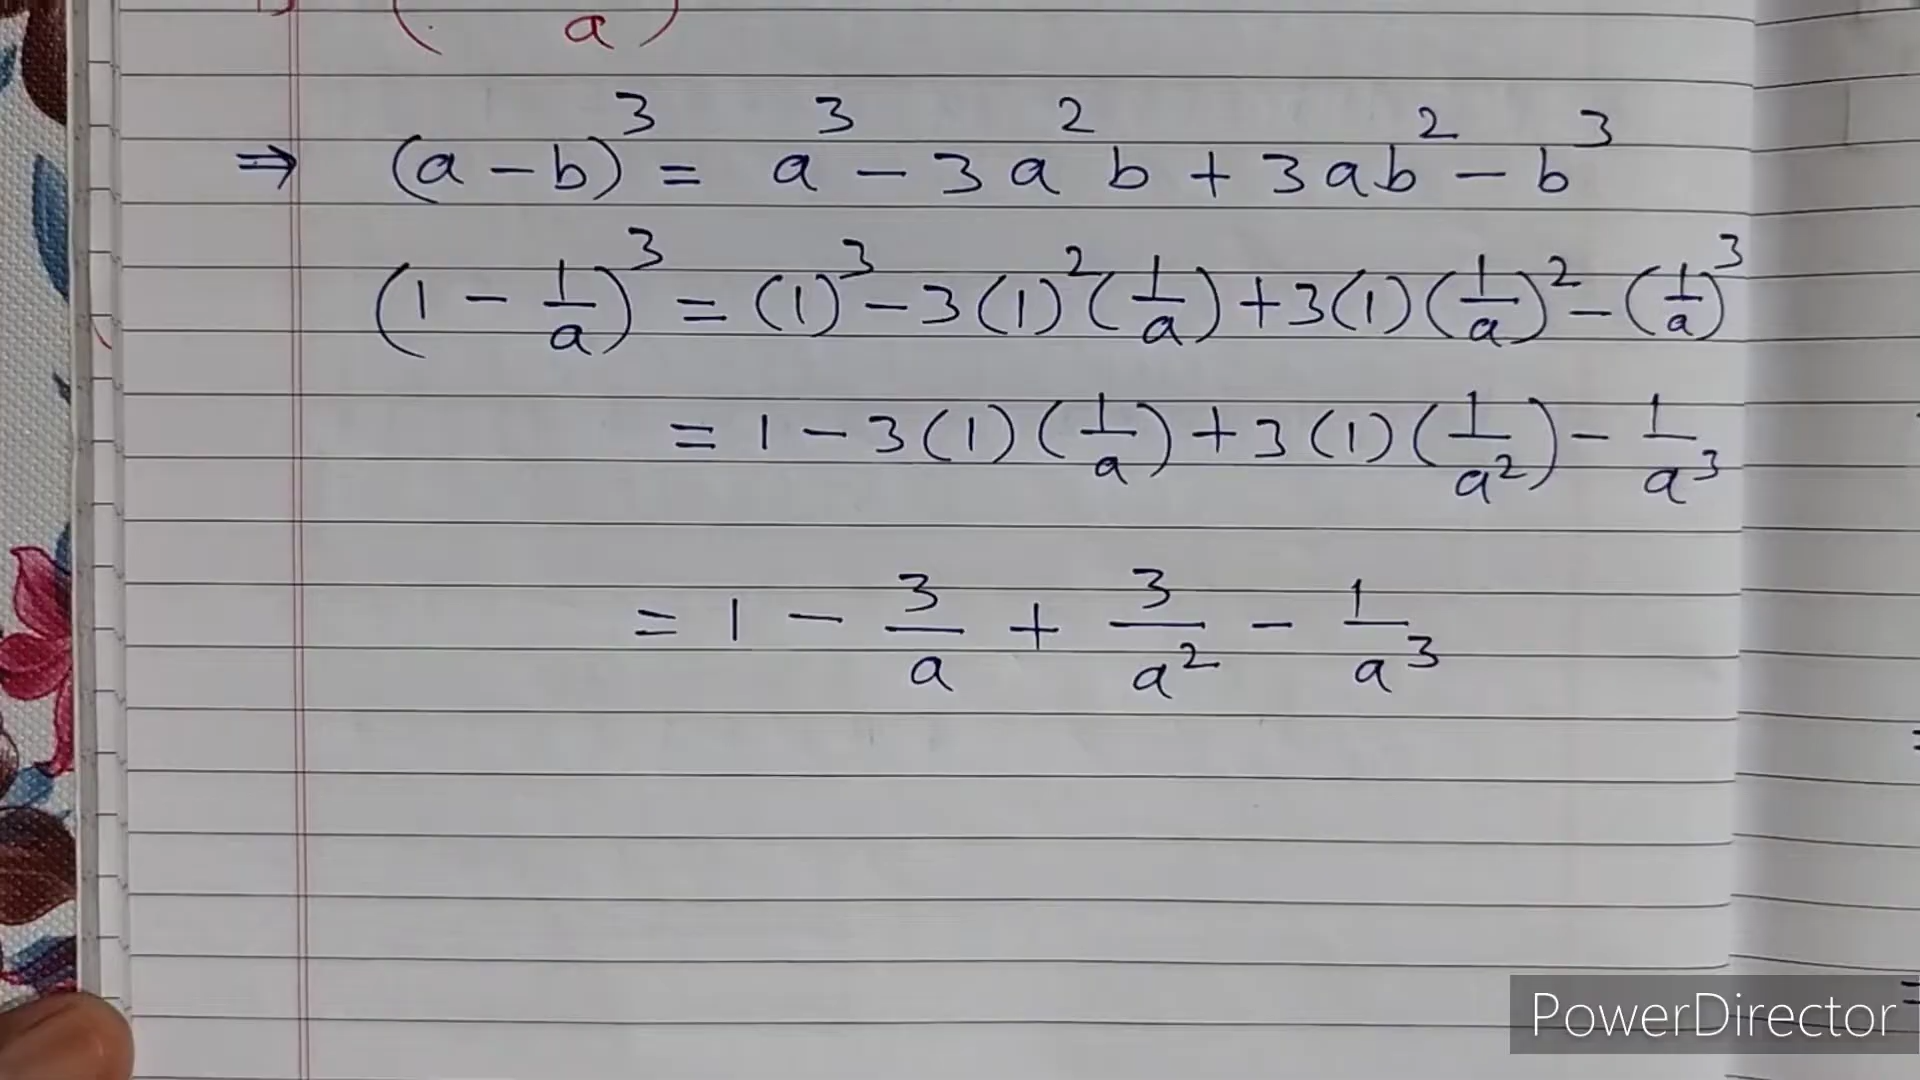 ( a )
⇒ (a - b)³ = a³ - 3a²b + 3ab² - b³
(1 - 1/a)³ = (1)³ - 3(1)²(1/a) + 3(1)(1/a)² - (1/a)³
= 1 - 3(1)(1/a) + 3(1)(1/a²) - 1/a³
= 1 - 3/a + 3/a² - 1/a³
PowerDirector